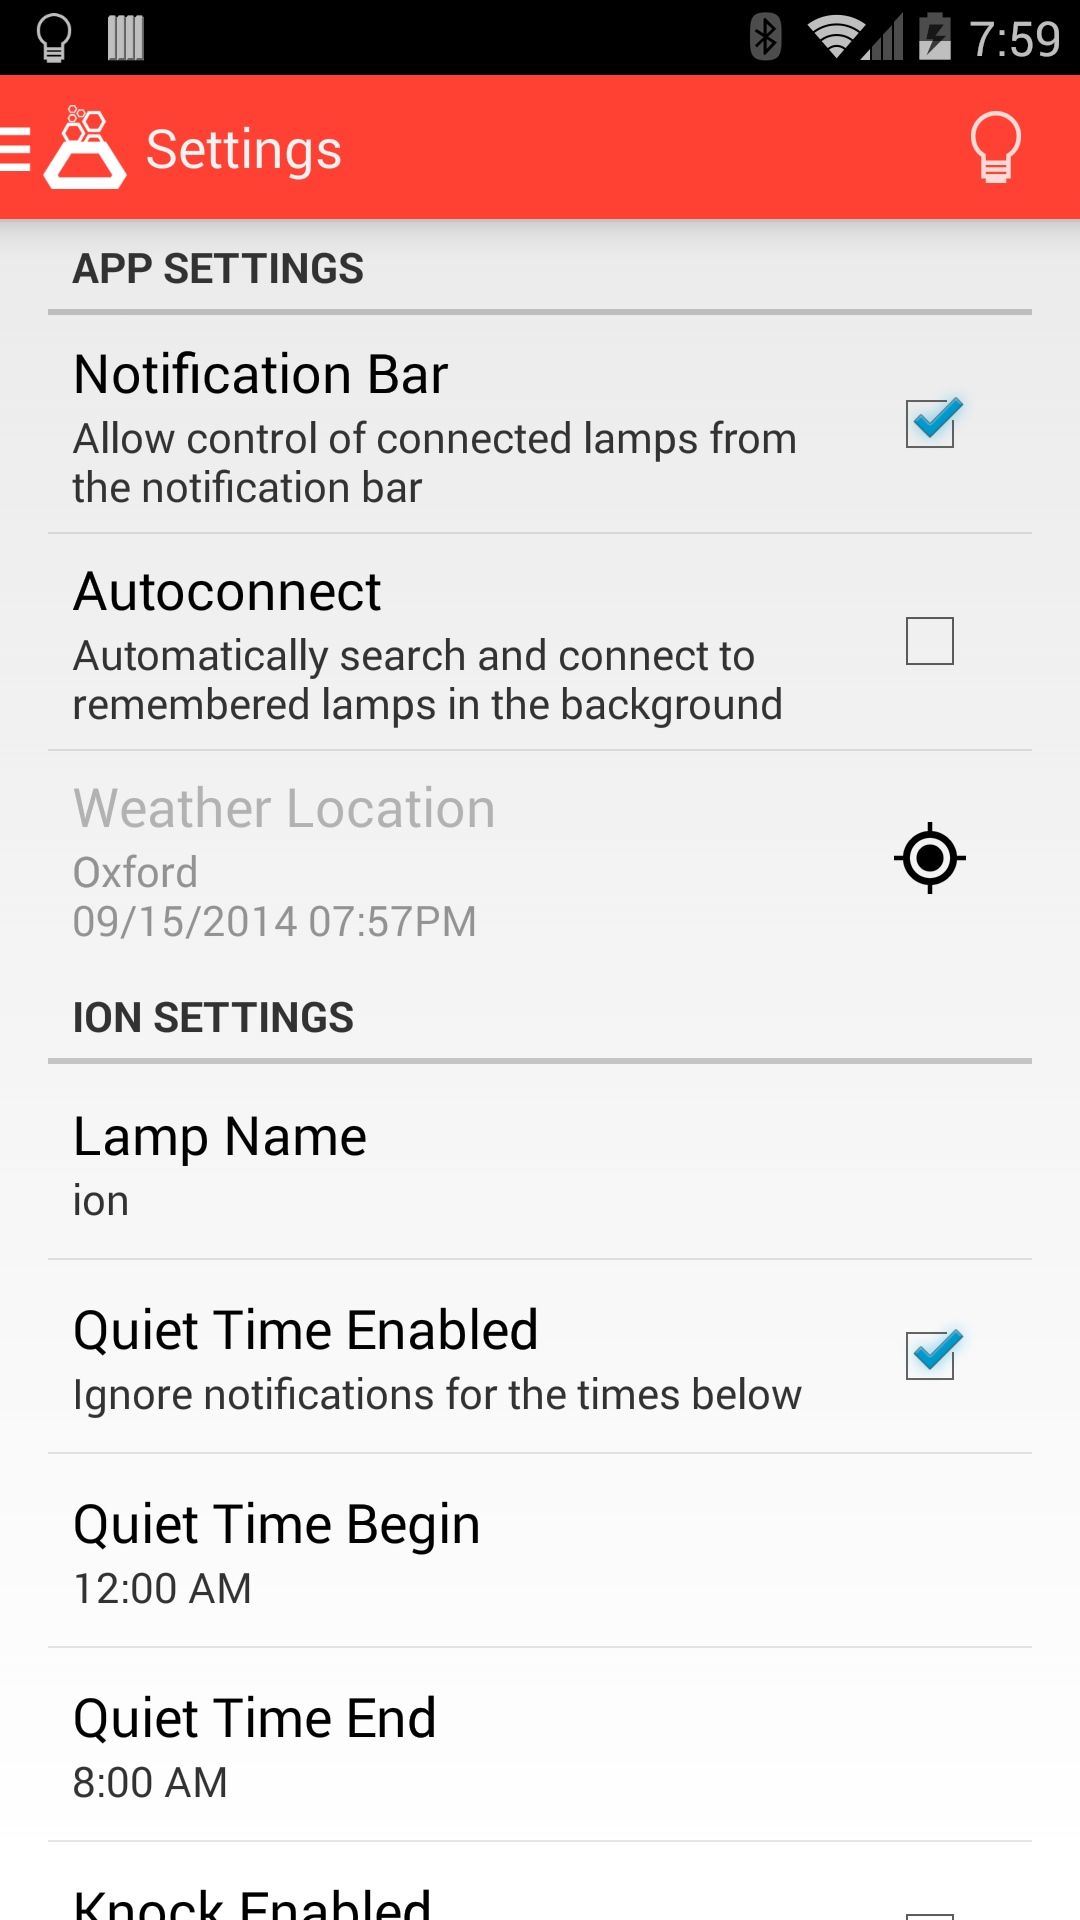 7:59
Settings
APP SETTINGS
Notification Bar
Allow control of connected lamps from
the notification bar
Autoconnect
Automatically search and connect to
remembered lamps in the background
Weather Location
Oxford
09/15/2014 07:57PM
ION SETTINGS
Lamp Name
ion
Quiet Time Enabled
Ignore notifications for the times below
Quiet Time Begin
12:00 AM
Quiet Time End
8:00 AM
Knock Enabled